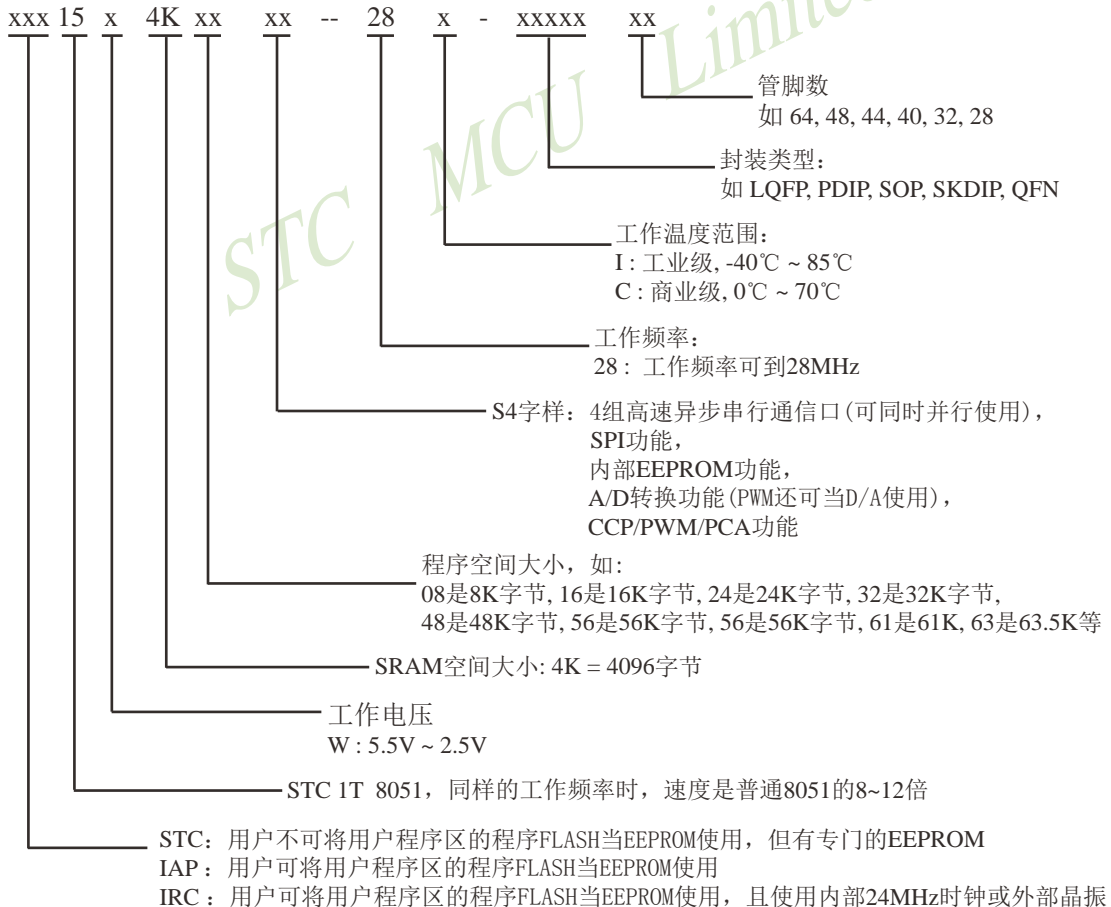 xxx 15 x 4K xx xx -- 28 x - xxxxx xx
管脚数
如 64, 48, 44, 40, 32, 28
封装类型:
如 LQFP, PDIP, SOP, SKDIP, QFN
工作温度范围:
I : 工业级, -40℃ ~ 85℃
C : 商业级, 0℃ ~ 70℃
工作频率:
28 : 工作频率可到28MHz
S4字样: 4组高速异步串行通信口(可同时并行使用),
SPI功能,
内部EEPROM功能,
A/D转换功能(PWM还可当D/A使用),
CCP/PWM/PCA功能
程序空间大小, 如:
08是8K字节, 16是16K字节, 24是24K字节, 32是32K字节,
48是48K字节, 56是56K字节, 56是56K字节, 61是61K, 63是63.5K等
SRAM空间大小: 4K = 4096字节
工作电压
W : 5.5V ~ 2.5V
STC 1T 8051, 同样的工作频率时, 速度是普通8051的8~12倍
STC: 用户不可将用户程序区的程序FLASH当EEPROM使用, 但有专门的EEPROM
IAP : 用户可将用户程序区的程序FLASH当EEPROM使用
IRC : 用户可将用户程序区的程序FLASH当EEPROM使用, 且使用内部24MHz时钟或外部晶振
STC MCU